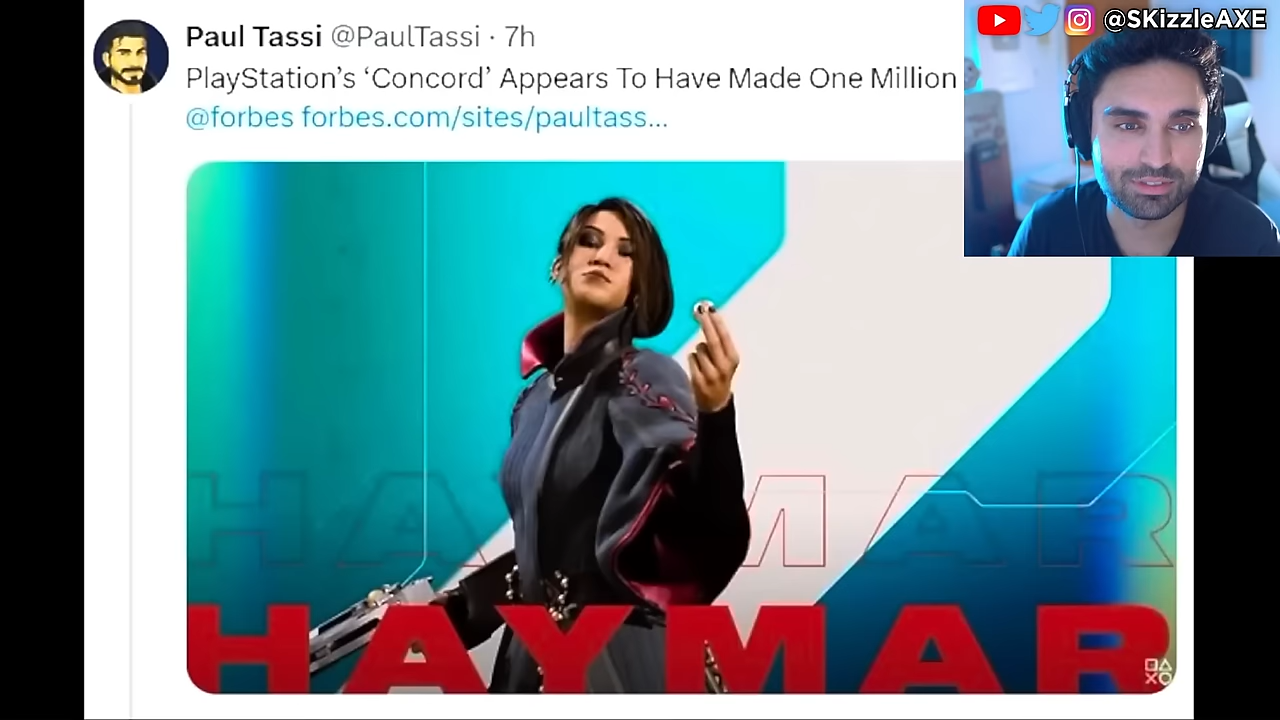 Paul Tassi @PaulTassi · 7h
PlayStation’s ‘Concord’ Appears To Have Made One Million
@forbes forbes.com/sites/paultass...
@SKizzleAXE
HAYMAR
HAYMAR